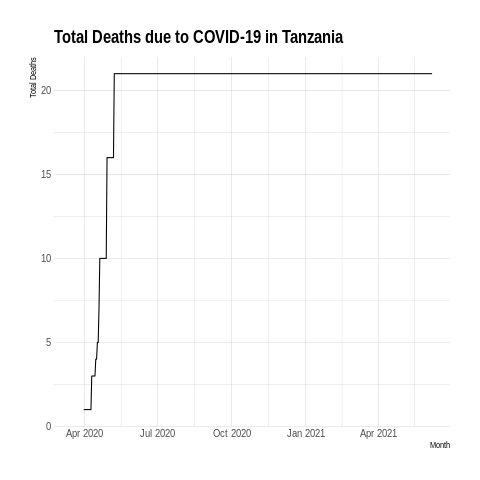 Total Deaths due to COVID-19 in Tanzania
Total Deaths
20
15
10
5
0
Apr 2020 Jul 2020 Oct 2020 Jan 2021 Apr 2021
Month